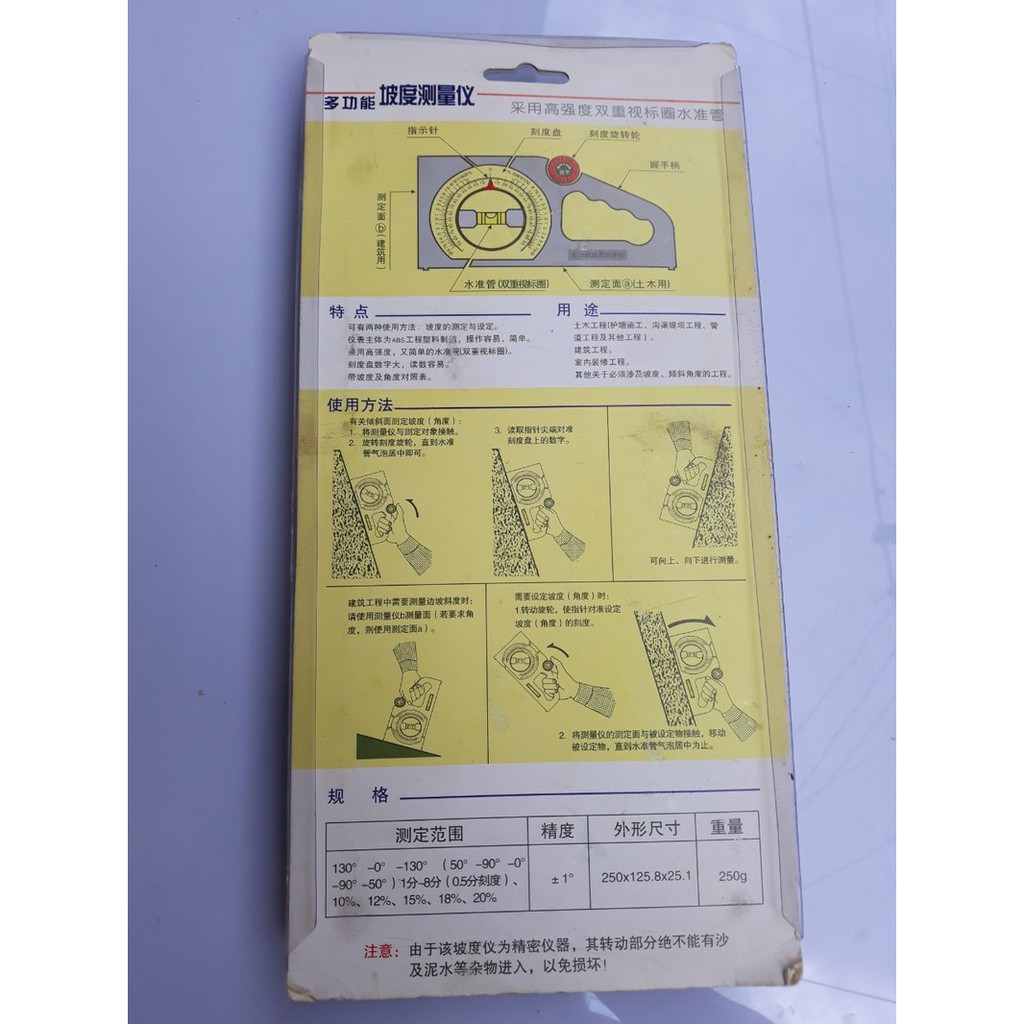 多功能坡度测量仪
采用高强度双重视标圈水准管
指示针
刻度盘
刻度旋转轮
握手柄
测定面ⓑ(建筑用)
水准管(双重视标圈)
测定面ⓐ(土木用)
特点
可有两种使用方法：坡度的测定与设定。
仪表主体为ABS工程塑料制造，操作容易、简单。
采用高强度，又简单的水准管(双重视标圈)。
刻度盘数字大，读数容易。
带坡度及角度对照表。
用途
土木工程(护墙施工、沟渠堤坝工程、管
道工程及其他工程）。
建筑工程。
室内装修工程。
其他关于必须涉及坡度、倾斜角度的工程。
使用方法
有关倾斜面测定坡度（角度）:
1. 将测量仪与测定对象接触。
2. 旋转刻度旋轮，直到水准
管气泡居中即可。
3. 读取指针尖端对准
刻度盘上的数字。
可向上、向下进行测量。
建筑工程中需要测量边坡斜度时:
请使用测量仪b测量面（若要求角
度，则使用测定面a）。
需要设定坡度（角度）时:
1.转动旋轮，使指针对准设定
坡度（角度）的刻度。
2. 将测量仪的测定面与被设定物接触，移动
被设定物，直到水准管气泡居中为止。
规格
测定范围 精度 外形尺寸 重量
130° -0° -130° (50° -90° -0°
-90° -50°) 1分-8分（0.5分刻度）、
10%、12%、15%、18%、20%
±1°
250x125.8x25.1
250g
注意：由于该坡度仪为精密仪器，其转动部分绝不能有沙
及泥水等杂物进入，以免损坏！